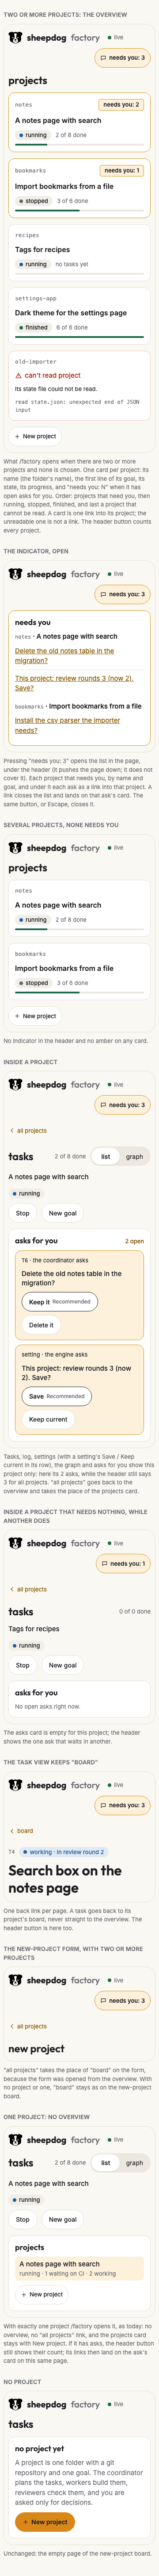 TWO OR MORE PROJECTS: THE OVERVIEW
sheepdog factory live
needs you: 3
projects
notes needs you: 2
A notes page with search
running 2 of 8 done
bookmarks needs you: 1
Import bookmarks from a file
stopped 3 of 6 done
recipes
Tags for recipes
running no tasks yet
settings-app
Dark theme for the settings page
finished 6 of 6 done
old-importer
can't read project
Its state file could not be read.
read state.json: unexpected end of JSON
input
+ New project
What /factory opens when there are two or more
projects and none is chosen. One card per project: its
name (the folder's name), the first line of its goal, its
state, its progress, and "needs you: N" when it has
open asks for you. Order: projects that need you, then
running, stopped, finished, and last a project that
cannot be read. A card is one link into its project; the
unreadable one is not a link. The header button counts
every project.
THE INDICATOR, OPEN
sheepdog factory live
needs you: 3
needs you
notes · A notes page with search
Delete the old notes table in the
migration?
This project: review rounds 3 (now 2).
Save?
bookmarks · Import bookmarks from a file
Install the csv parser the importer
needs?
Pressing "needs you: 3" opens the list in the page,
under the header (it pushes the page down; it does not
cover it). Each project that needs you, by name and
goal, and under it each ask as a link into that project. A
click goes to the list and lands on that ask's card. The
same button, or Escape, closes it.
SEVERAL PROJECTS, NONE NEEDS YOU
sheepdog factory live
projects
notes
A notes page with search
running 2 of 8 done
bookmarks
Import bookmarks from a file
stopped 3 of 6 done
+ New project
No indicator in the header and no amber on any card.
INSIDE A PROJECT
sheepdog factory live
needs you: 3
all projects
tasks 2 of 8 done list graph
A notes page with search
running
Stop New goal
asks for you 2 open
T6 · the coordinator asks
Delete the old notes table in the
migration?
Keep it Recommended
Delete it
setting · the engine asks
This project: review rounds 3 (now
2). Save?
Save Recommended
Keep current
Tasks, log, settings (with a setting's Save / Keep
current in its row), the graph and asks for you show this
project only: here its 2 asks, while the header still says
3 for all projects. "all projects" goes back to the
overview and takes the place of the projects card.
INSIDE A PROJECT THAT NEEDS NOTHING, WHILE
ANOTHER DOES
sheepdog factory live
needs you: 1
all projects
tasks 0 of 0 done
Tags for recipes
running
Stop New goal
asks for you
No open asks right now.
The asks card is empty for this project; the header
shows the one ask that waits in another.
THE TASK VIEW KEEPS "BOARD"
sheepdog factory live
needs you: 3
board
T4 working · in review round 2
Search box on the
notes page
One back link per page. A task goes back to its
project's board, never straight to the overview. The
header button is here too.
THE NEW-PROJECT FORM, WITH TWO OR MORE
PROJECTS
sheepdog factory live
needs you: 3
all projects
new project
"all projects" takes the place of "board" on the form,
because the form was opened from the overview. With
no project or one, "board" stays as on the new-project
board.
ONE PROJECT: NO OVERVIEW
sheepdog factory live
tasks 2 of 8 done list graph
A notes page with search
running
Stop New goal
projects
A notes page with search
running · 1 waiting on CI · 2 working
+ New project
With exactly one project /factory opens it, as today: no
overview, no "all projects" link, and the projects card
stays with New project. If it has asks, the header button
still shows their count; its links then land on the ask's
card on this same page.
NO PROJECT
sheepdog factory live
tasks
no project yet
A project is one folder with a git
repository and one goal. The coordinator
plans the tasks, workers build them,
reviewers check them, and you are
asked only for decisions.
+ New project
Unchanged: the empty page of the new-project board.